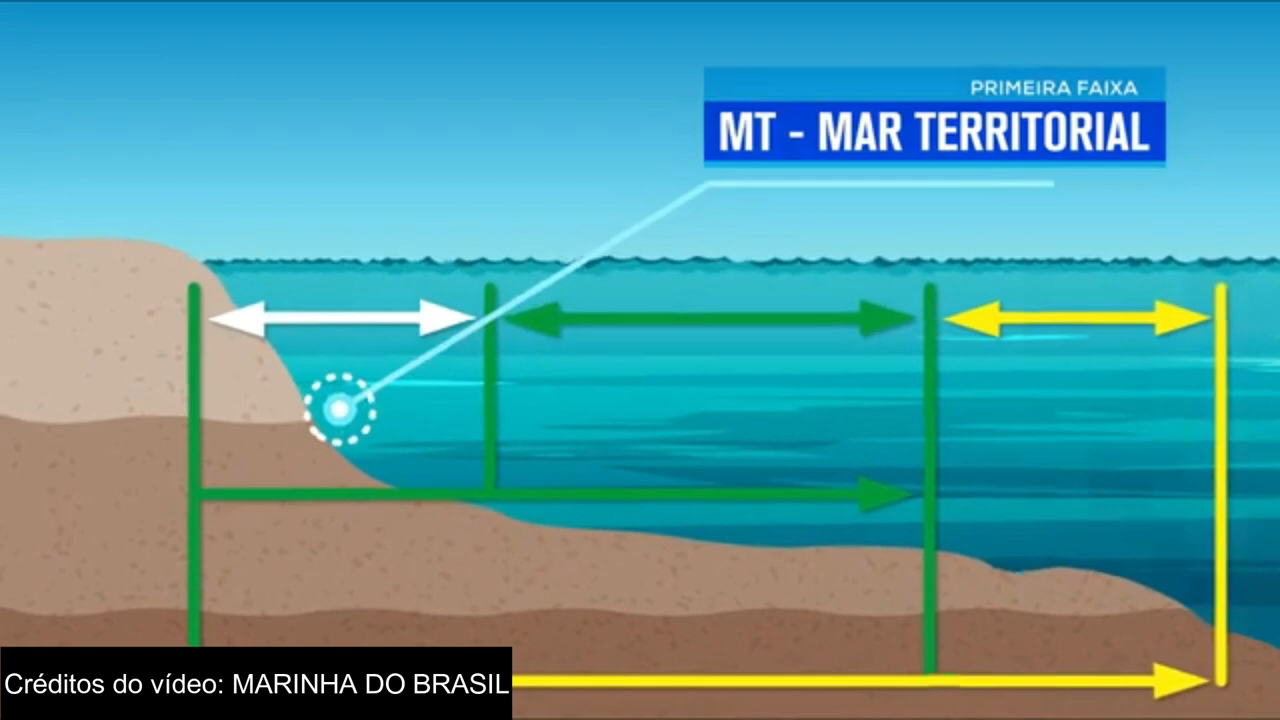 PRIMEIRA FAIXA
MT - MAR TERRITORIAL
Créditos do vídeo: MARINHA DO BRASIL